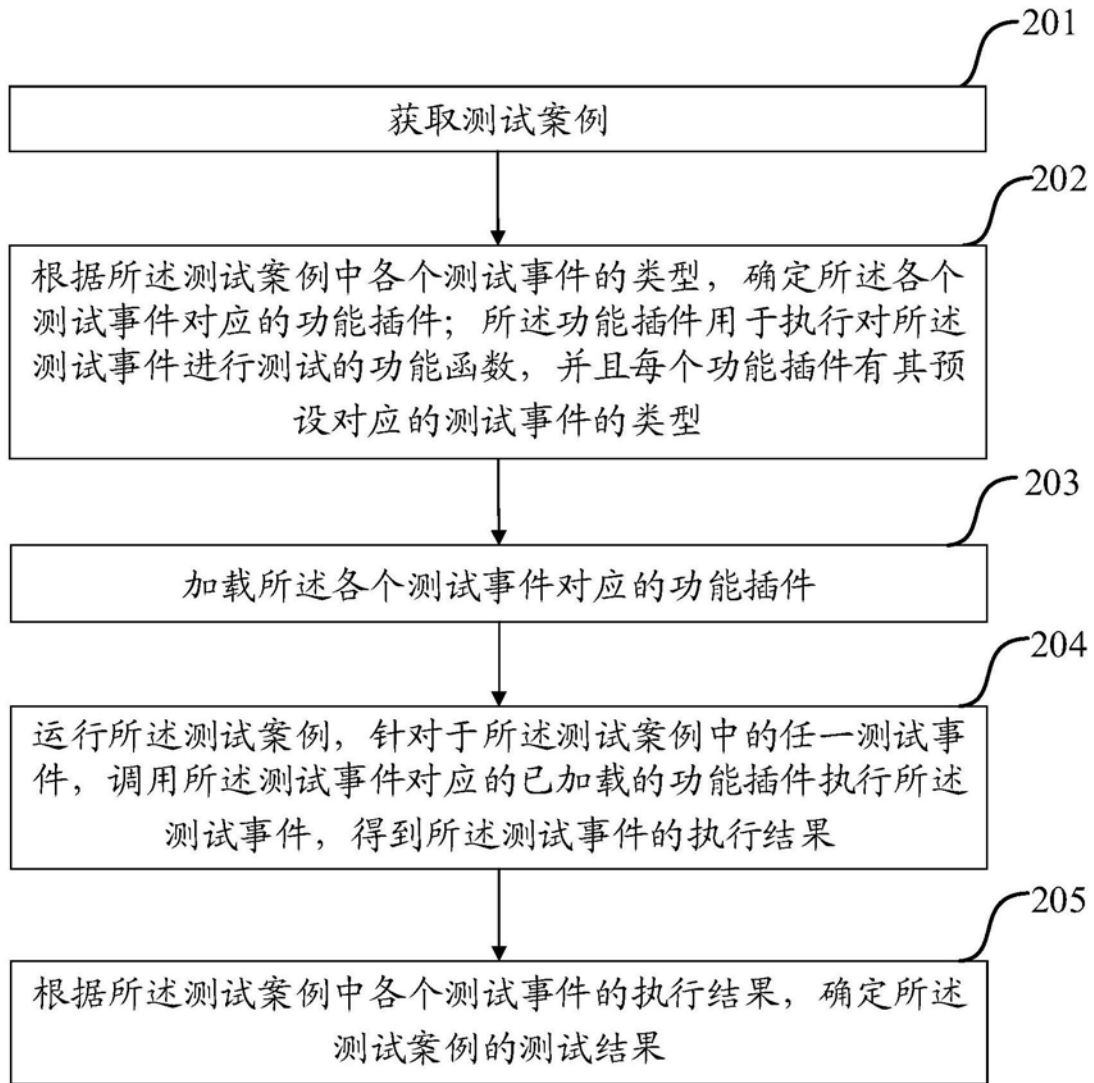 201
获取测试案例
202
根据所述测试案例中各个测试事件的类型，确定所述各个
测试事件对应的功能插件；所述功能插件用于执行对所述
测试事件进行测试的功能函数，并且每个功能插件有其预
设对应的测试事件的类型
203
加载所述各个测试事件对应的功能插件
204
运行所述测试案例，针对于所述测试案例中的任一测试事
件，调用所述测试事件对应的已加载的功能插件执行所述
测试事件，得到所述测试事件的执行结果
205
根据所述测试案例中各个测试事件的执行结果，确定所述
测试案例的测试结果